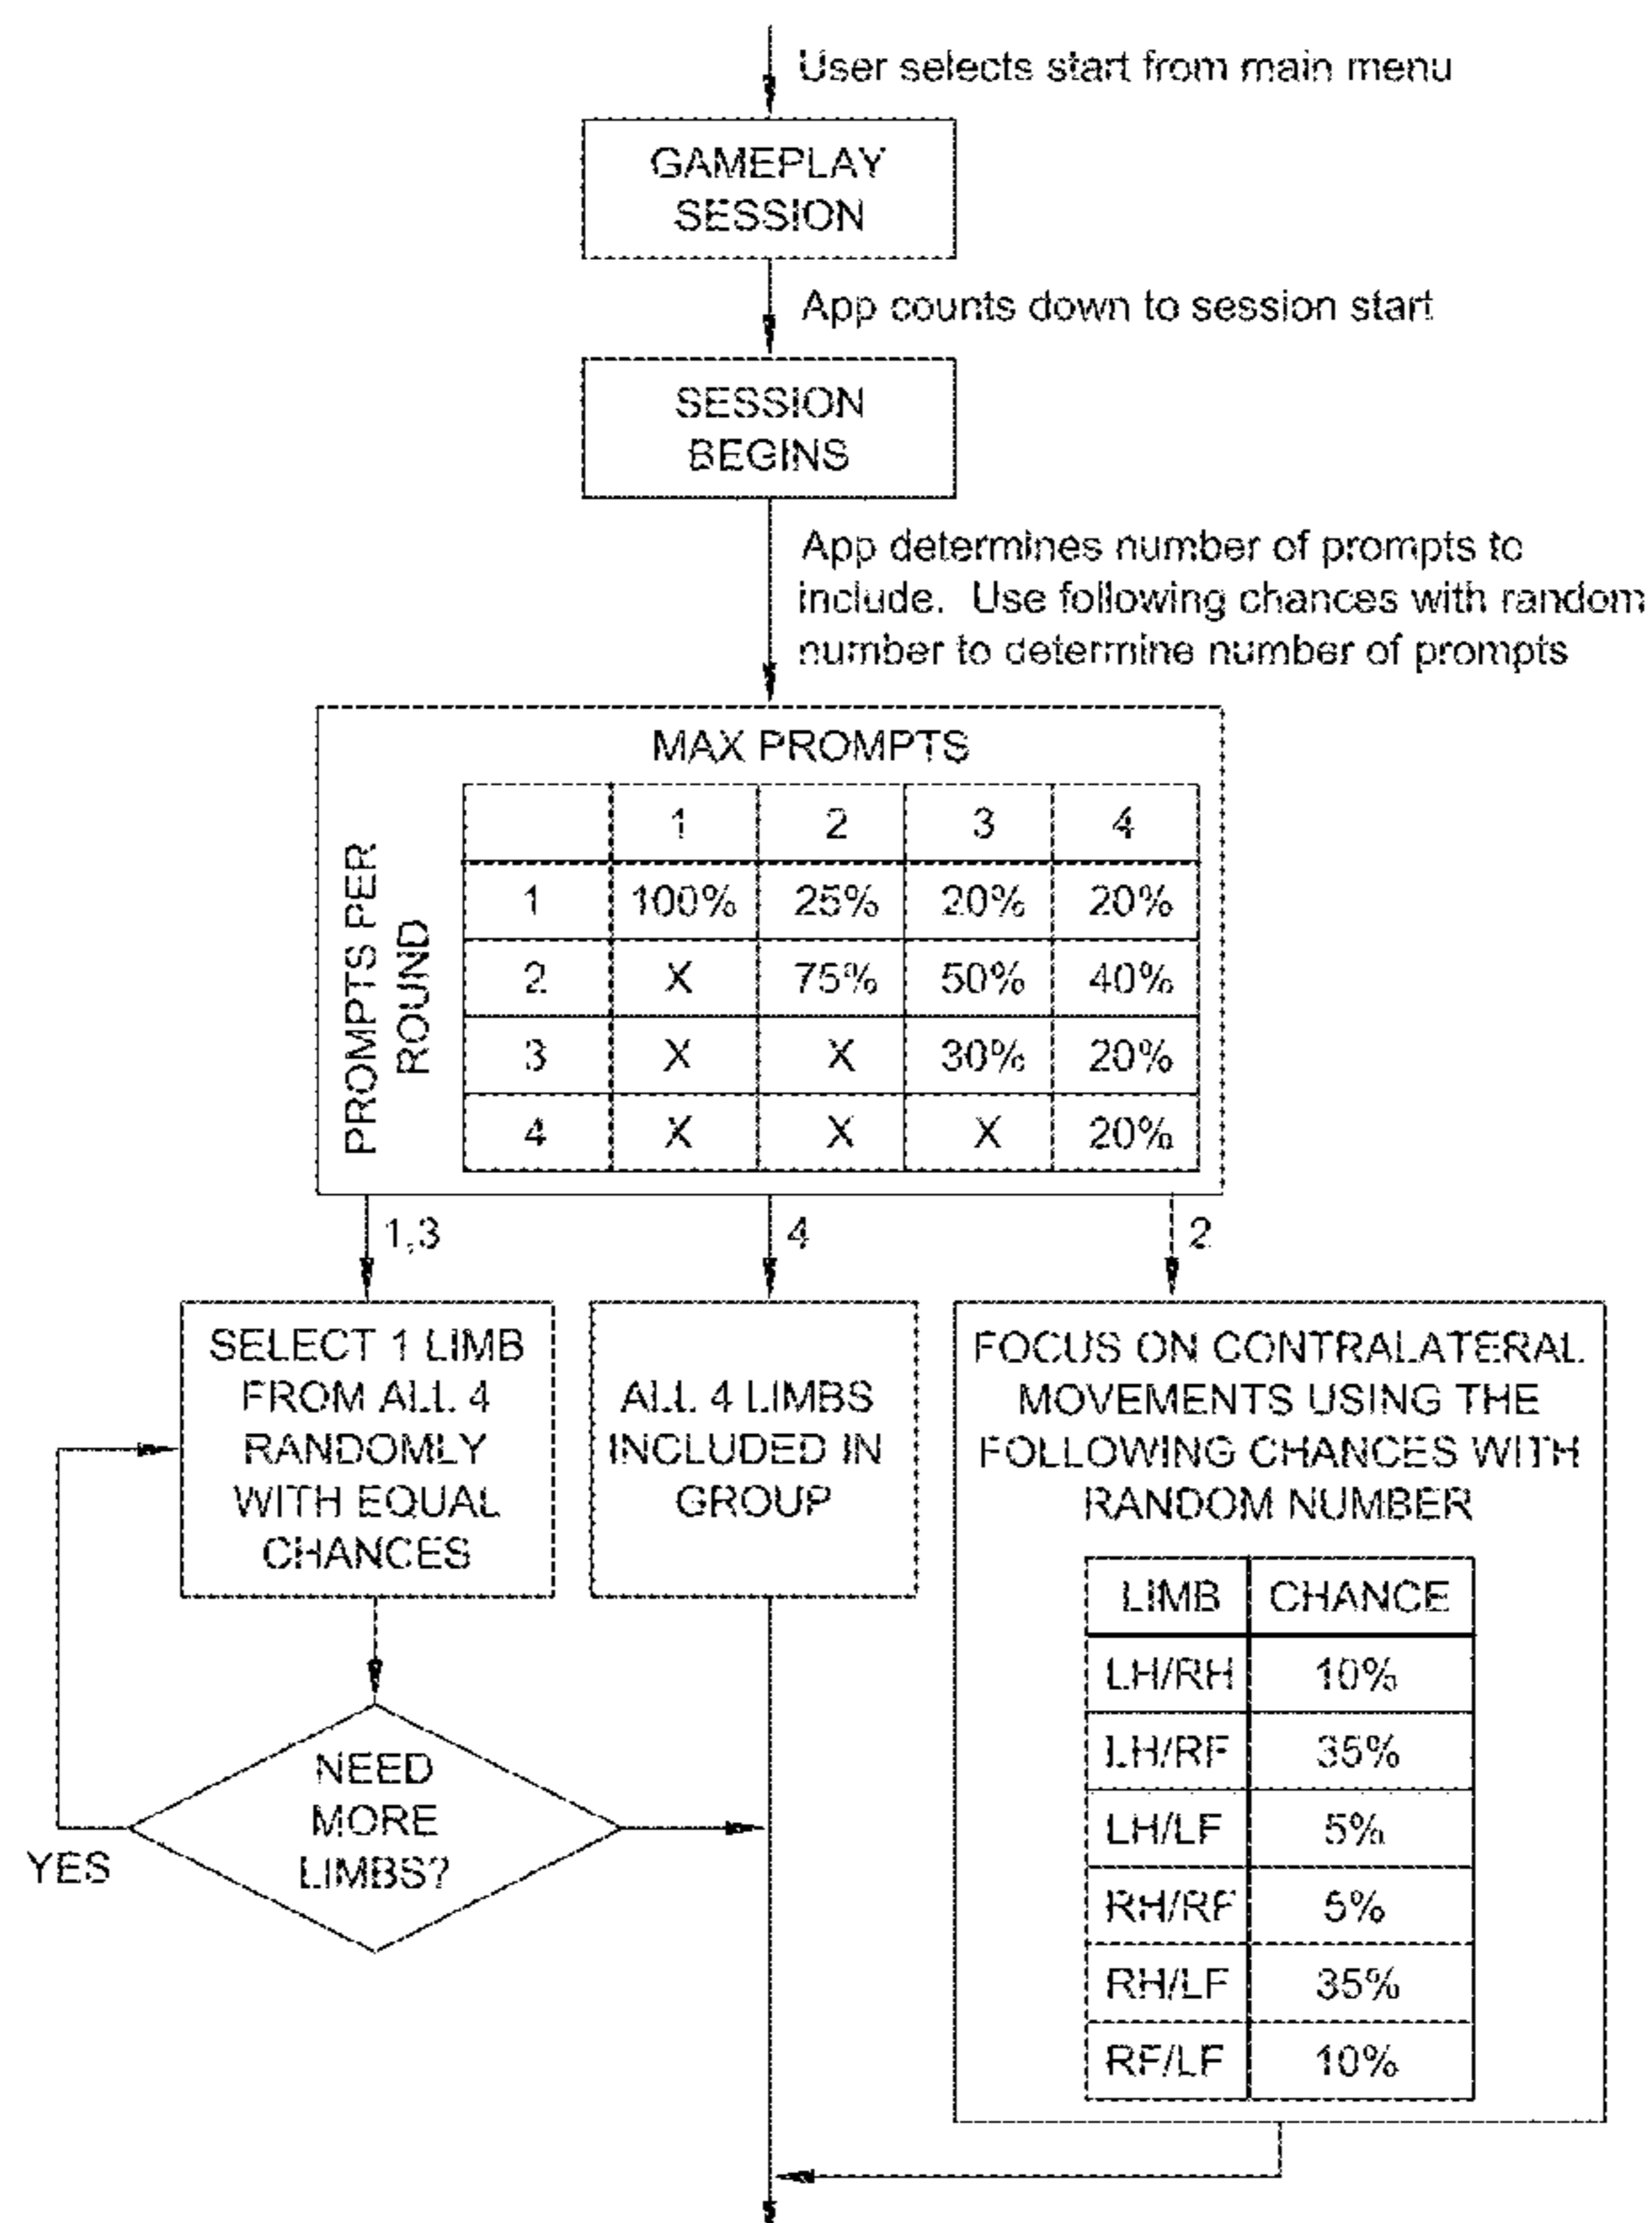 User selects start from main menu
GAMEPLAY
SESSION
App counts down to session start
SESSION
BEGINS
App determines number of prompts to
include. Use following chances with random
number to determine number of prompts
MAX PROMPTS
PROMPTS PER
ROUND
1 2 3 4
1 100% 25% 20% 20%
2 X 75% 50% 40%
3 X X 30% 20%
4 X X X 20%
1,3
4
2
SELECT 1 LIMB
FROM ALL 4
RANDOMLY
WITH EQUAL
CHANCES
ALL 4 LIMBS
INCLUDED IN
GROUP
FOCUS ON CONTRALATERAL
MOVEMENTS USING THE
FOLLOWING CHANCES WITH
RANDOM NUMBER
LIMB CHANCE
LH/RH 10%
LH/RF 35%
LH/LF 5%
RH/RF 5%
RH/LF 35%
RF/LF 10%
NEED
MORE
LIMBS?
YES